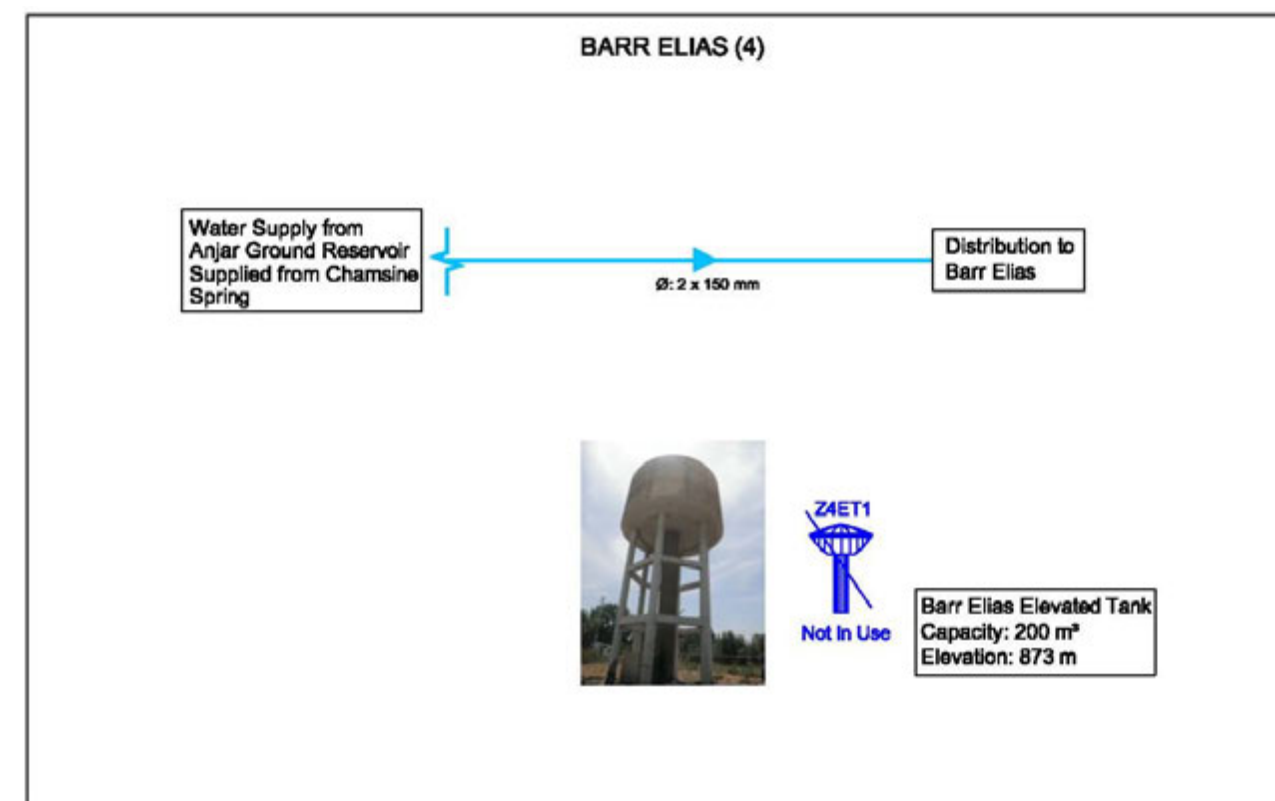 BARR ELIAS (4)
Water Supply from
Anjar Ground Reservoir
Supplied from Chamsine
Spring
Ø: 2 x 150 mm
Distribution to
Barr Elias
Z4ET1
Not In Use
Barr Elias Elevated Tank
Capacity: 200 m³
Elevation: 873 m